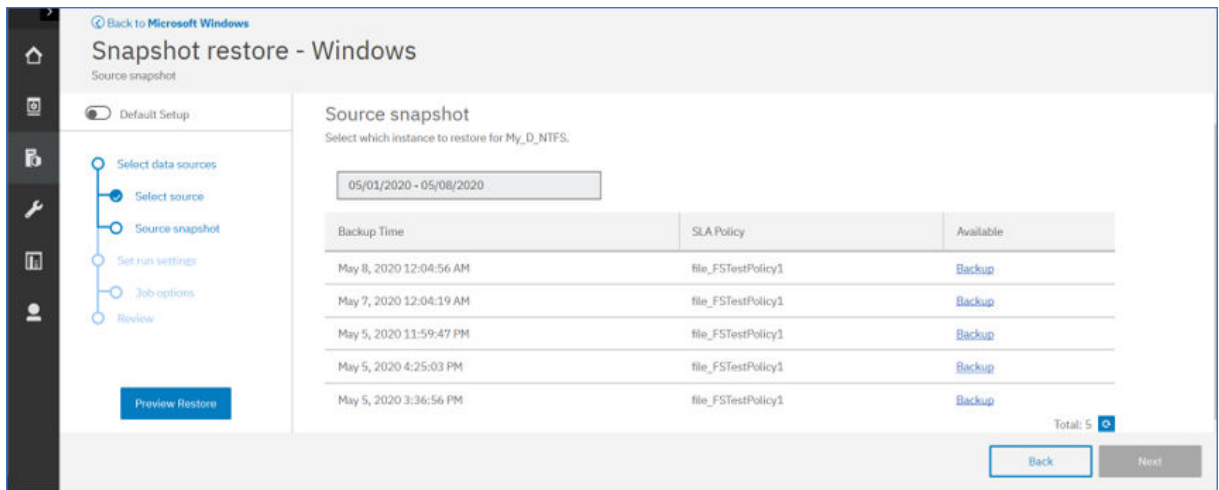 Back to Microsoft Windows
Snapshot restore - Windows
Source snapshot
Default Setup
Select data sources
Select source
Source snapshot
Set run settings
Job options
Review
Preview Restore
Source snapshot
Select which instance to restore for My_D_NTFS.
05/01/2020 - 05/08/2020
Backup Time SLA Policy Available
May 8, 2020 12:04:56 AM file_FSTestPolicy1 Backup
May 7, 2020 12:04:19 AM file_FSTestPolicy1 Backup
May 5, 2020 11:59:47 PM file_FSTestPolicy1 Backup
May 5, 2020 4:25:03 PM file_FSTestPolicy1 Backup
May 5, 2020 3:36:56 PM file_FSTestPolicy1 Backup
Total: 5
Back Next